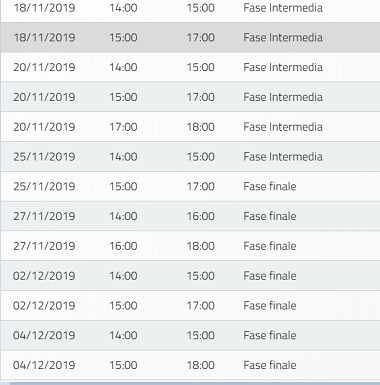 18/11/2019 14:00 15:00 Fase Intermedia
18/11/2019 15:00 17:00 Fase Intermedia
20/11/2019 14:00 15:00 Fase Intermedia
20/11/2019 15:00 17:00 Fase Intermedia
20/11/2019 17:00 18:00 Fase Intermedia
25/11/2019 14:00 15:00 Fase Intermedia
25/11/2019 15:00 17:00 Fase finale
27/11/2019 14:00 16:00 Fase finale
27/11/2019 16:00 18:00 Fase finale
02/12/2019 14:00 15:00 Fase finale
02/12/2019 15:00 17:00 Fase finale
04/12/2019 14:00 15:00 Fase finale
04/12/2019 15:00 18:00 Fase finale